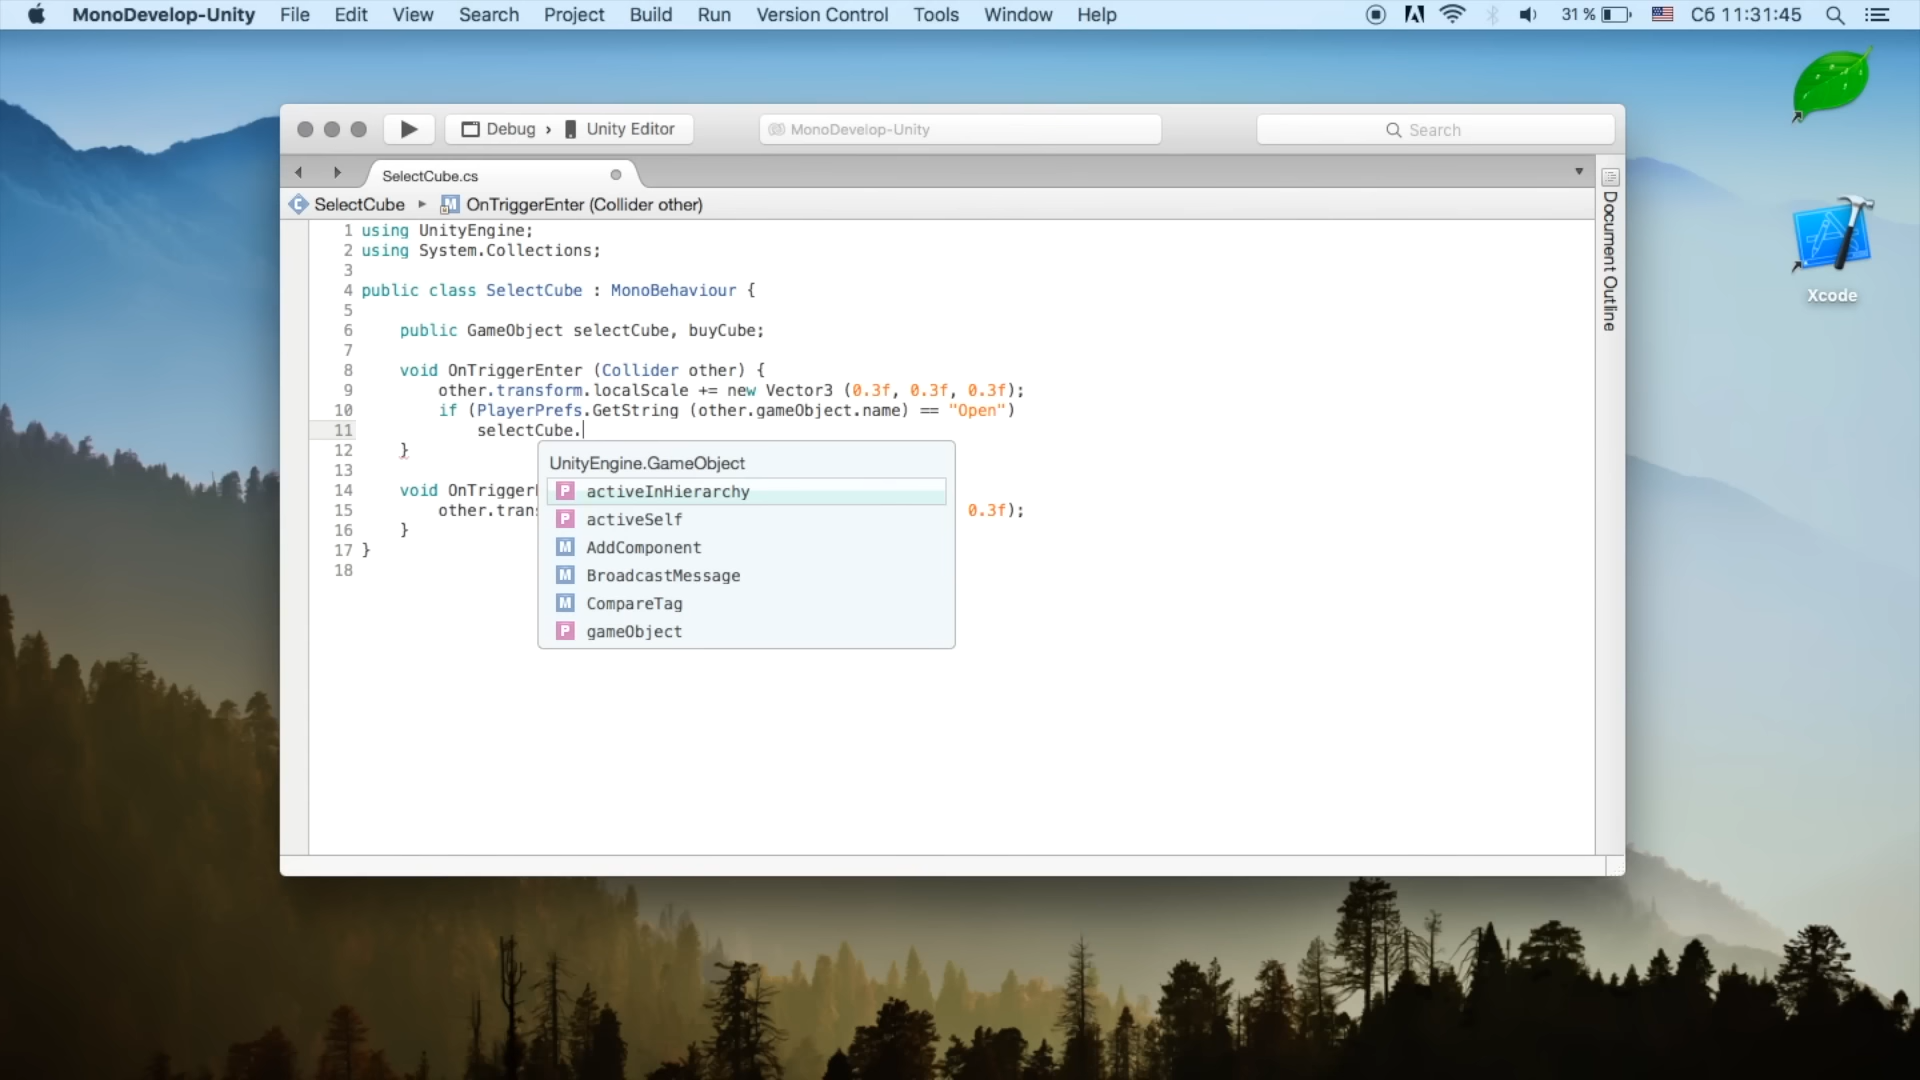 MonoDevelop-Unity File Edit View Search Project Build Run Version Control Tools Window Help 31 % Сб 11:31:45
Debug › Unity Editor MonoDevelop-Unity Search
SelectCube.cs
SelectCube ▸ OnTriggerEnter (Collider other)
1 using UnityEngine;
2 using System.Collections;
3
4 public class SelectCube : MonoBehaviour {
5
6 public GameObject selectCube, buyCube;
7
8 void OnTriggerEnter (Collider other) {
9 other.transform.localScale += new Vector3 (0.3f, 0.3f, 0.3f);
10 if (PlayerPrefs.GetString (other.gameObject.name) == "Open")
11 selectCube.
12 }
13
14 void OnTrigger
15 other.trans 0.3f);
16 }
17 }
18
UnityEngine.GameObject
P activeInHierarchy
P activeSelf
M AddComponent
M BroadcastMessage
M CompareTag
P gameObject
Document Outline
Xcode